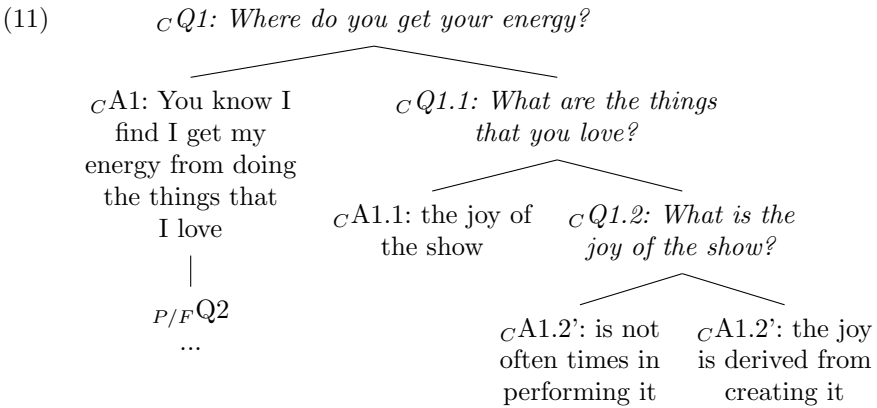 (11) CQ1: Where do you get your energy?
CA1: You know I
find I get my
energy from doing
the things that
I love
P/FQ2
...
CQ1.1: What are the things
that you love?
CA1.1: the joy of
the show
CQ1.2: What is the
joy of the show?
CA1.2': is not
often times in
performing it
CA1.2': the joy
is derived from
creating it